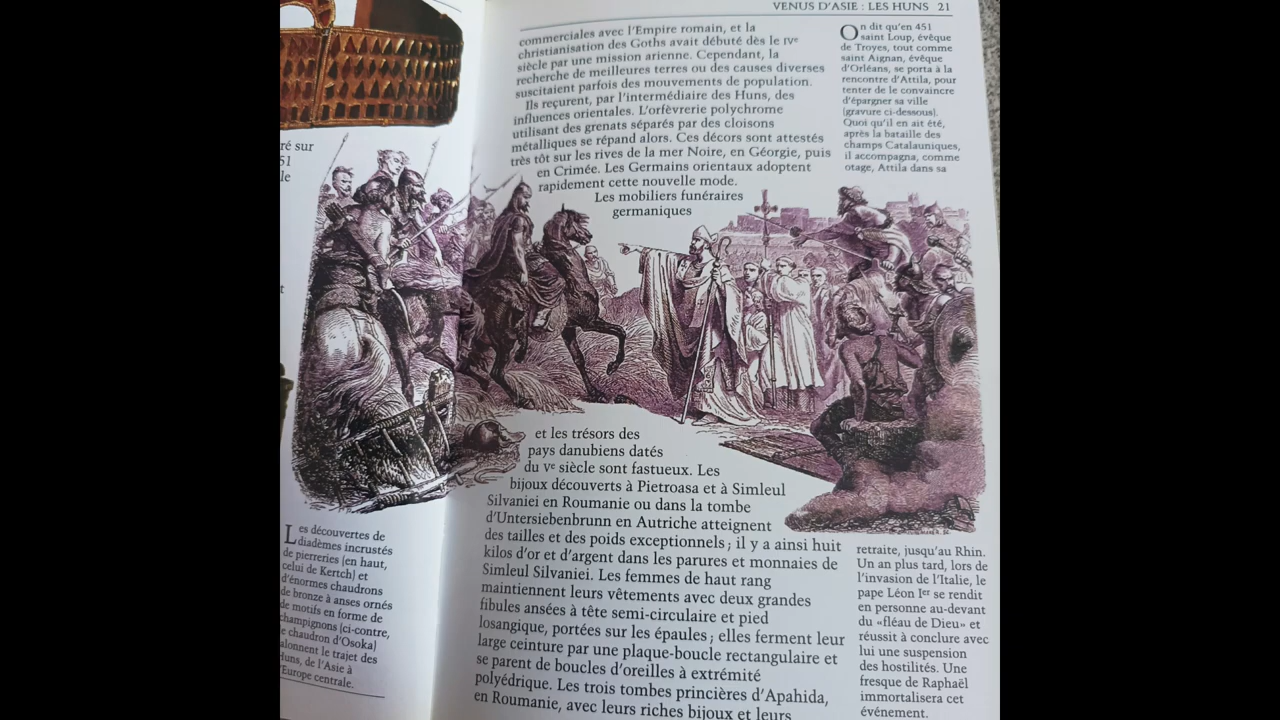 ré sur
51
le
t
Les découvertes de
diadèmes incrustés
de pierreries (en haut,
celui de Kertch) et
d'énormes chaudrons
de bronze à anses ornés
de motifs en forme de
champignons (ci-contre,
e chaudron d'Osoka)
alonnent le trajet des
Huns, de l'Asie à
l'Europe centrale.
VENUS D'ASIE : LES HUNS 21
commerciales avec l'Empire romain, et la
christianisation des Goths avait débuté dès le IVe
siècle par une mission arienne. Cependant, la
recherche de meilleures terres ou des causes diverses
suscitaient parfois des mouvements de population.
Ils reçurent, par l'intermédiaire des Huns, des
influences orientales. L'orfèvrerie polychrome
utilisant des grenats séparés par des cloisons
métalliques se répand alors. Ces décors sont attestés
très tôt sur les rives de la mer Noire, en Géorgie, puis
en Crimée. Les Germains orientaux adoptent
rapidement cette nouvelle mode.
Les mobiliers funéraires
germaniques
et les trésors des
pays danubiens datés
du Ve siècle sont fastueux. Les
bijoux découverts à Pietroasa et à Simleul
Silvaniei en Roumanie ou dans la tombe
d'Untersiebenbrunn en Autriche atteignent
des tailles et des poids exceptionnels ; il y a ainsi huit
kilos d'or et d'argent dans les parures et monnaies de
Simleul Silvaniei. Les femmes de haut rang
maintiennent leurs vêtements avec deux grandes
fibules ansées à tête semi-circulaire et pied
losangique, portées sur les épaules ; elles ferment leur
large ceinture par une plaque-boucle rectangulaire et
se parent de boucles d'oreilles à extrémité
polyédrique. Les trois tombes princières d'Apahida,
en Roumanie, avec leurs riches bijoux et leurs
On dit qu'en 451
saint Loup, évêque
de Troyes, tout comme
saint Aignan, évêque
d'Orléans, se porta à la
rencontre d'Attila, pour
tenter de le convaincre
d'épargner sa ville
(gravure ci-dessous).
Quoi qu'il en ait été,
après la bataille des
champs Catalauniques,
il accompagna, comme
otage, Attila dans sa
retraite, jusqu'au Rhin.
Un an plus tard, lors de
l'invasion de l'Italie, le
pape Léon Ier se rendit
en personne au-devant
du «fléau de Dieu» et
réussit à conclure avec
lui une suspension
des hostilités. Une
fresque de Raphaël
immortalisera cet
événement.